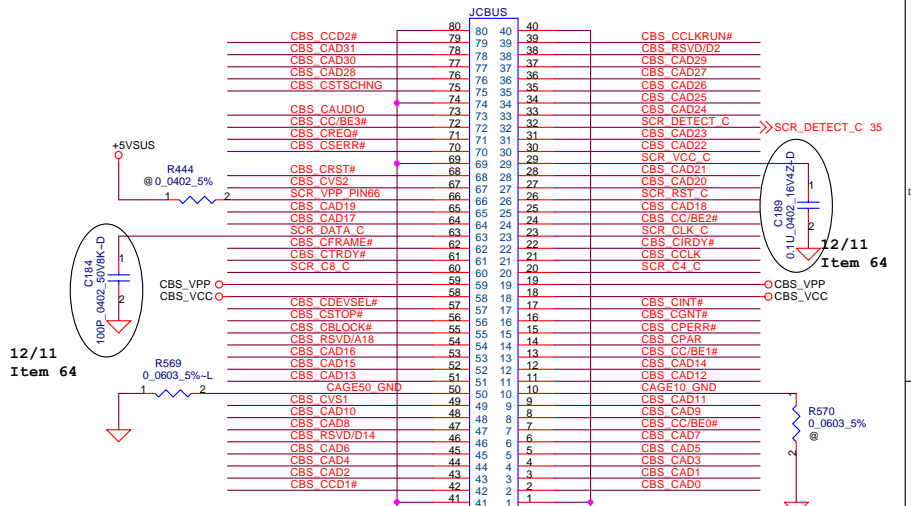 JCBUS
80 80 40 40
CBS_CCD2# 79 79 39 39 CBS_CCLKRUN#
CBS_CAD31 78 78 38 38 CBS_RSVD/D2
CBS_CAD30 77 77 37 37 CBS_CAD29
CBS_CAD28 76 76 36 36 CBS_CAD27
CBS_CSTSCHNG 75 75 35 35 CBS_CAD26
74 74 34 34 CBS_CAD25
CBS_CAUDIO 73 73 33 33 CBS_CAD24
CBS_CC/BE3# 72 72 32 32 SCR_DETECT_C SCR_DETECT_C 35
CBS_CREQ# 71 71 31 31 CBS_CAD23
CBS_CSERR# 70 70 30 30 CBS_CAD22
+5VSUS 69 69 29 29 SCR_VCC_C
R444 CBS_CRST# 68 68 28 28 CBS_CAD21
@ 0_0402_5% CBS_CVS2 67 67 27 27 CBS_CAD20
1 2 SCR_VPP_PIN66 66 66 26 26 SCR_RST_C
CBS_CAD19 65 65 25 25 CBS_CAD18
CBS_CAD17 64 64 24 24 CBS_CC/BE2#
SCR_DATA_C 63 63 23 23 SCR_CLK_C
CBS_CFRAME# 62 62 22 22 CBS_CIRDY#
CBS_CTRDY# 61 61 21 21 CBS_CCLK
SCR_C8_C 60 60 20 20 SCR_C4_C
C189
0.1U_0402_16V4Z~D
1
2
12/11
Item 64
C184
100P_0402_50V8K~D
1
2
12/11
Item 64
CBS_VPP 59 59 19 19 CBS_VPP
CBS_VCC 58 58 18 18 CBS_VCC
CBS_CDEVSEL# 57 57 17 17 CBS_CINT#
CBS_CSTOP# 56 56 16 16 CBS_CGNT#
CBS_CBLOCK# 55 55 15 15 CBS_CPERR#
CBS_RSVD/A18 54 54 14 14 CBS_CPAR
CBS_CAD16 53 53 13 13 CBS_CC/BE1#
CBS_CAD15 52 52 12 12 CBS_CAD14
CBS_CAD13 51 51 11 11 CBS_CAD12
R569
0_0603_5%~L
1 2 CAGE50_GND 50 50 10 10 CAGE10_GND
CBS_CVS1 49 49 9 9 CBS_CAD11
CBS_CAD10 48 48 8 8 CBS_CAD9
CBS_CAD8 47 47 7 7 CBS_CC/BE0#
CBS_RSVD/D14 46 46 6 6 CBS_CAD7
CBS_CAD6 45 45 5 5 CBS_CAD5
CBS_CAD4 44 44 4 4 CBS_CAD3
CBS_CAD2 43 43 3 3 CBS_CAD1
CBS_CCD1# 42 42 2 2 CBS_CAD0
41 41 1 1
1
R570
0_0603_5%
@
2